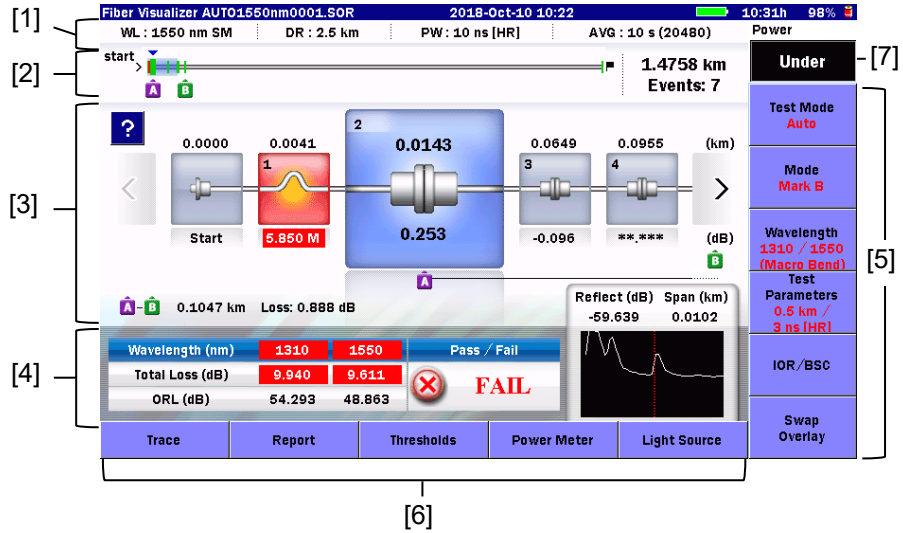 Fiber Visualizer AUTO1550nm0001.SOR 2018-Oct-10 10:22 10:31h 98%
[1] WL : 1550 nm SM DR : 2.5 km PW : 10 ns [HR] AVG : 10 s (20480) Power
[2] start 1.4758 km Under [7]
Events: 7
A B
Test Mode
Auto
?
0.0000 0.0041 2 0.0143 0.0649 0.0955 (km)
1 3 4
Mode
Mark B
[3]
Start 5.850 M 0.253 -0.096 **.*** (dB)
B
Wavelength
1310 / 1550
(Macro Bend)
[5]
A
A-B 0.1047 km Loss: 0.888 dB
Reflect (dB) Span (km)
-59.639 0.0102
Test
Parameters
0.5 km /
3 ns [HR]
[4]
Wavelength (nm) 1310 1550 Pass / Fail
Total Loss (dB) 9.940 9.611 FAIL
ORL (dB) 54.293 48.863
IOR/BSC
Swap
Overlay
Trace Report Thresholds Power Meter Light Source
[6]